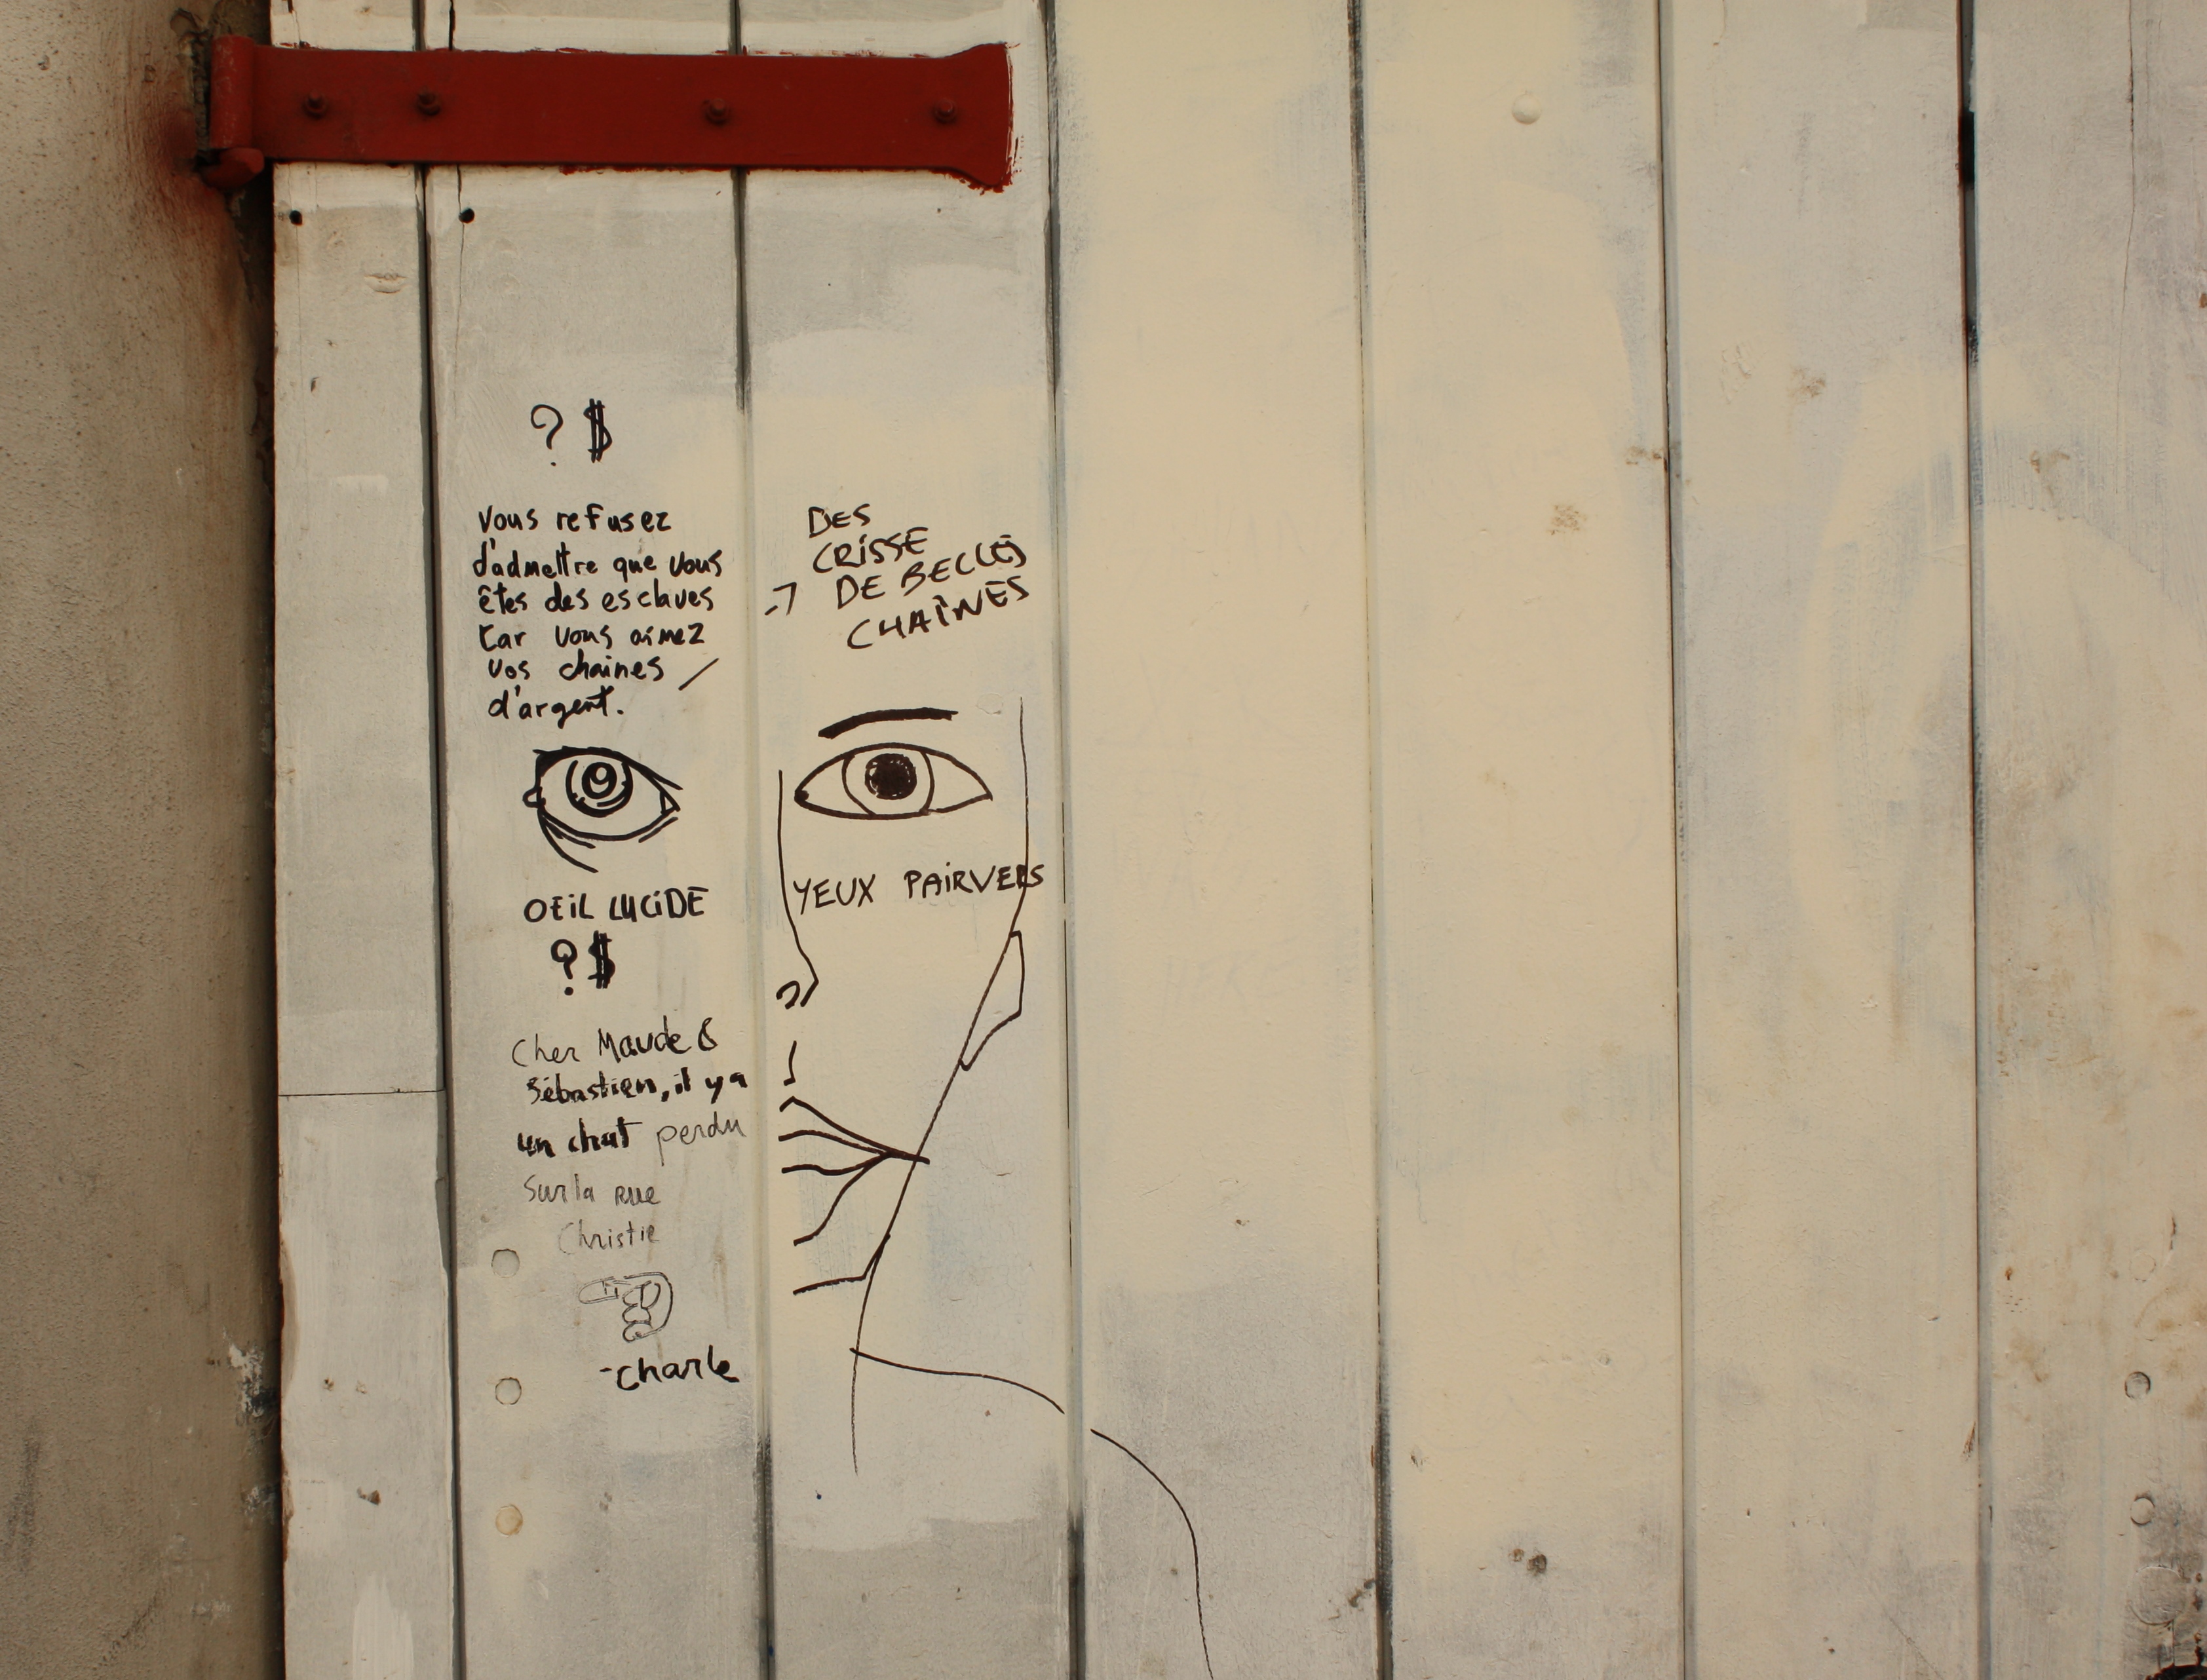 ? $
Vous refusez
d'admettre que vous
êtes des esclaves
car vous aimez
vos chaines
d'argent.
OEIL LUCIDE
? $
Cher Maude &
Sébastien, il y a
un chat perdu
Sur la rue
Christie
-charle
DES
CRISSE
DE BELLES
CHAÎNES
YEUX PAIRVERS